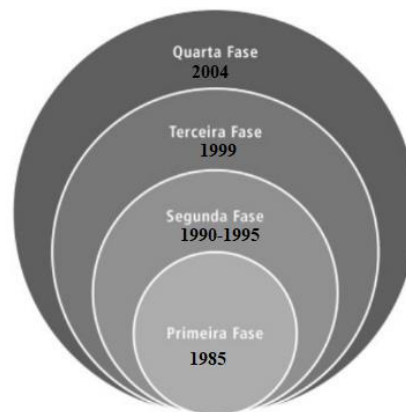 Quarta Fase
2004
Terceira Fase
1999
Segunda Fase
1990-1995
Primeira Fase
1985